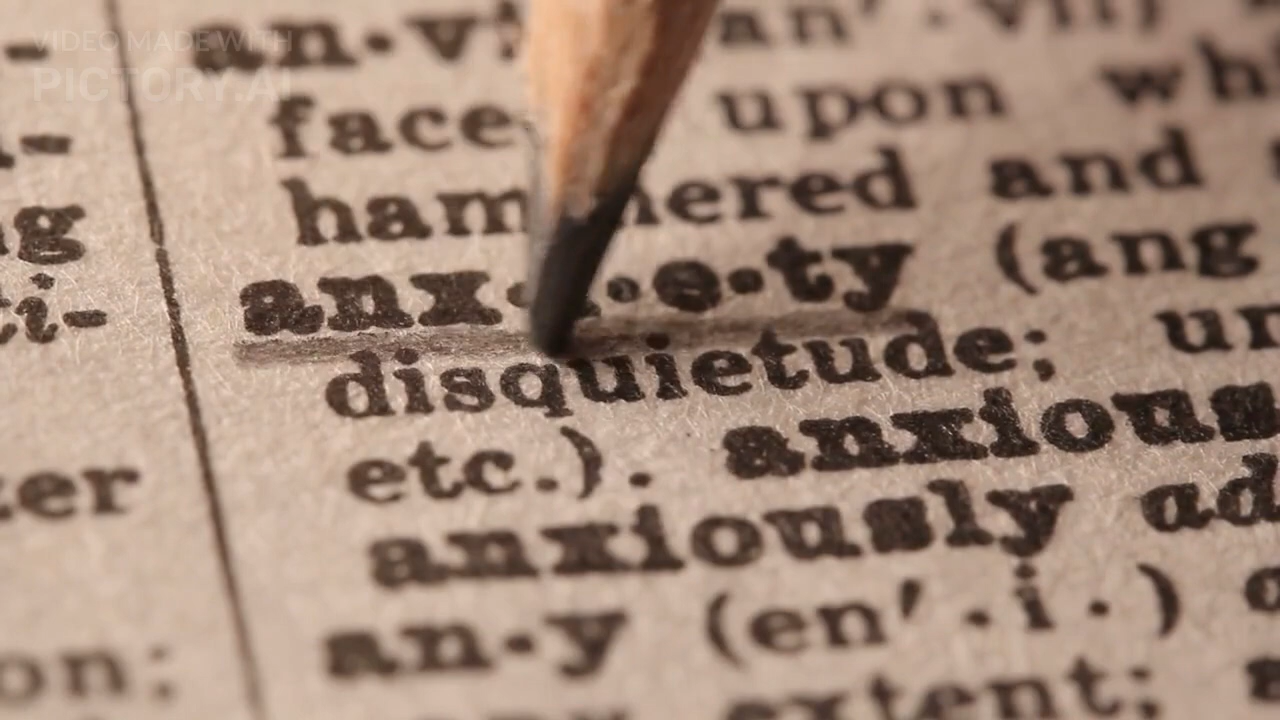 VIDEO MADE WITH
PICTORY.AI
face upon
hammered and
anx·i·e·ty (ang
disquietude;
etc.). anxious
anxiously ad
an·y (en′·i·)
extent;